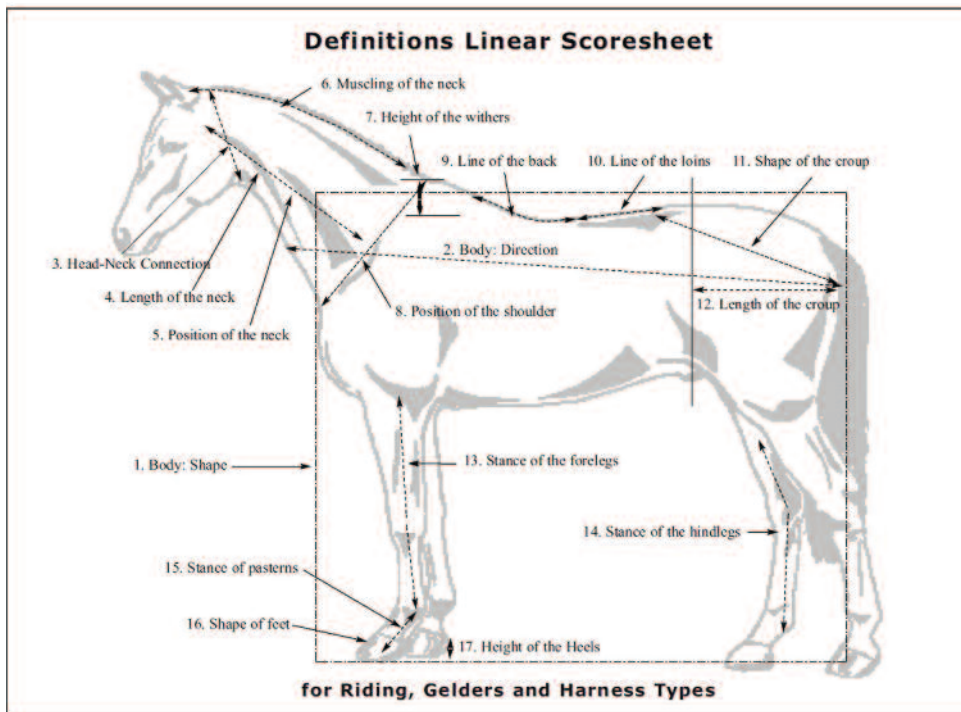 Definitions Linear Scoresheet
6. Muscling of the neck
7. Height of the withers
9. Line of the back
10. Line of the loins
11. Shape of the croup
2. Body: Direction
3. Head-Neck Connection
4. Length of the neck
12. Length of the croup
8. Position of the shoulder
5. Position of the neck
1. Body: Shape
13. Stance of the forelegs
14. Stance of the hindlegs
15. Stance of pasterns
16. Shape of feet
17. Height of the Heels
for Riding, Gelders and Harness Types